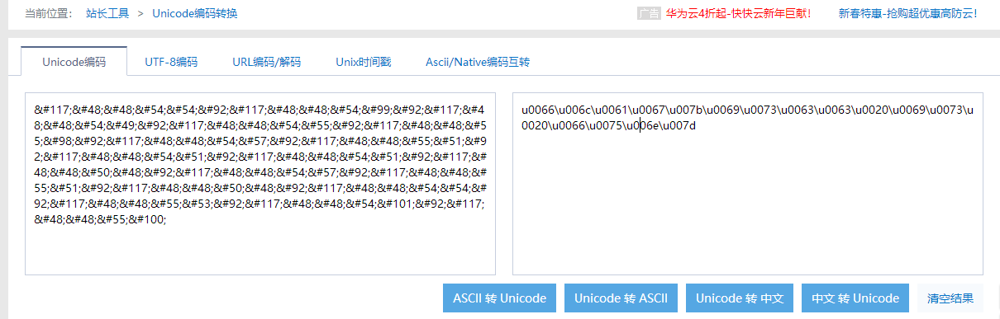 当前位置： 站长工具 > Unicode编码转换
广告 华为云4折起-快快云新年巨献！ 新春特惠-抢购超优惠高防云！
Unicode编码 UTF-8编码 URL编码/解码 Unix时间戳 Ascii/Native编码互转
&#117;&#48;&#48;&#54;&#54;&#92;&#117;&#48;&#48;&#54;&#99;&#92;&#117;&#4
8;&#48;&#54;&#49;&#92;&#117;&#48;&#48;&#54;&#55;&#92;&#117;&#48;&#48;&#5
5;&#98;&#92;&#117;&#48;&#48;&#54;&#57;&#92;&#117;&#48;&#48;&#55;&#51;&#9
2;&#117;&#48;&#48;&#54;&#51;&#92;&#117;&#48;&#48;&#54;&#51;&#92;&#117;&#
48;&#48;&#50;&#48;&#92;&#117;&#48;&#48;&#54;&#57;&#92;&#117;&#48;&#48;&#
55;&#51;&#92;&#117;&#48;&#48;&#50;&#48;&#92;&#117;&#48;&#48;&#54;&#54;&#
92;&#117;&#48;&#48;&#55;&#53;&#92;&#117;&#48;&#48;&#54;&#101;&#92;&#117;
&#48;&#48;&#55;&#100;
u0066\u006c\u0061\u0067\u007b\u0069\u0073\u0063\u0063\u0020\u0069\u0073\u
0020\u0066\u0075\u006e\u007d
ASCII 转 Unicode Unicode 转 ASCII Unicode 转 中文 中文 转 Unicode 清空结果